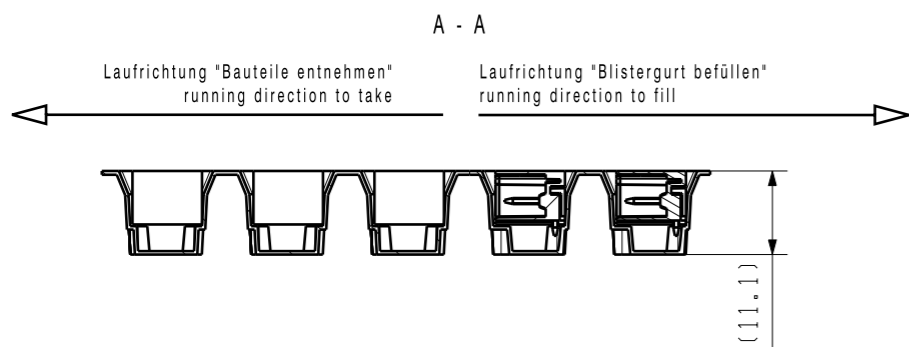 A - A
Laufrichtung "Bauteile entnehmen"
running direction to take
Laufrichtung "Blistergurt befüllen"
running direction to fill
(11.1)